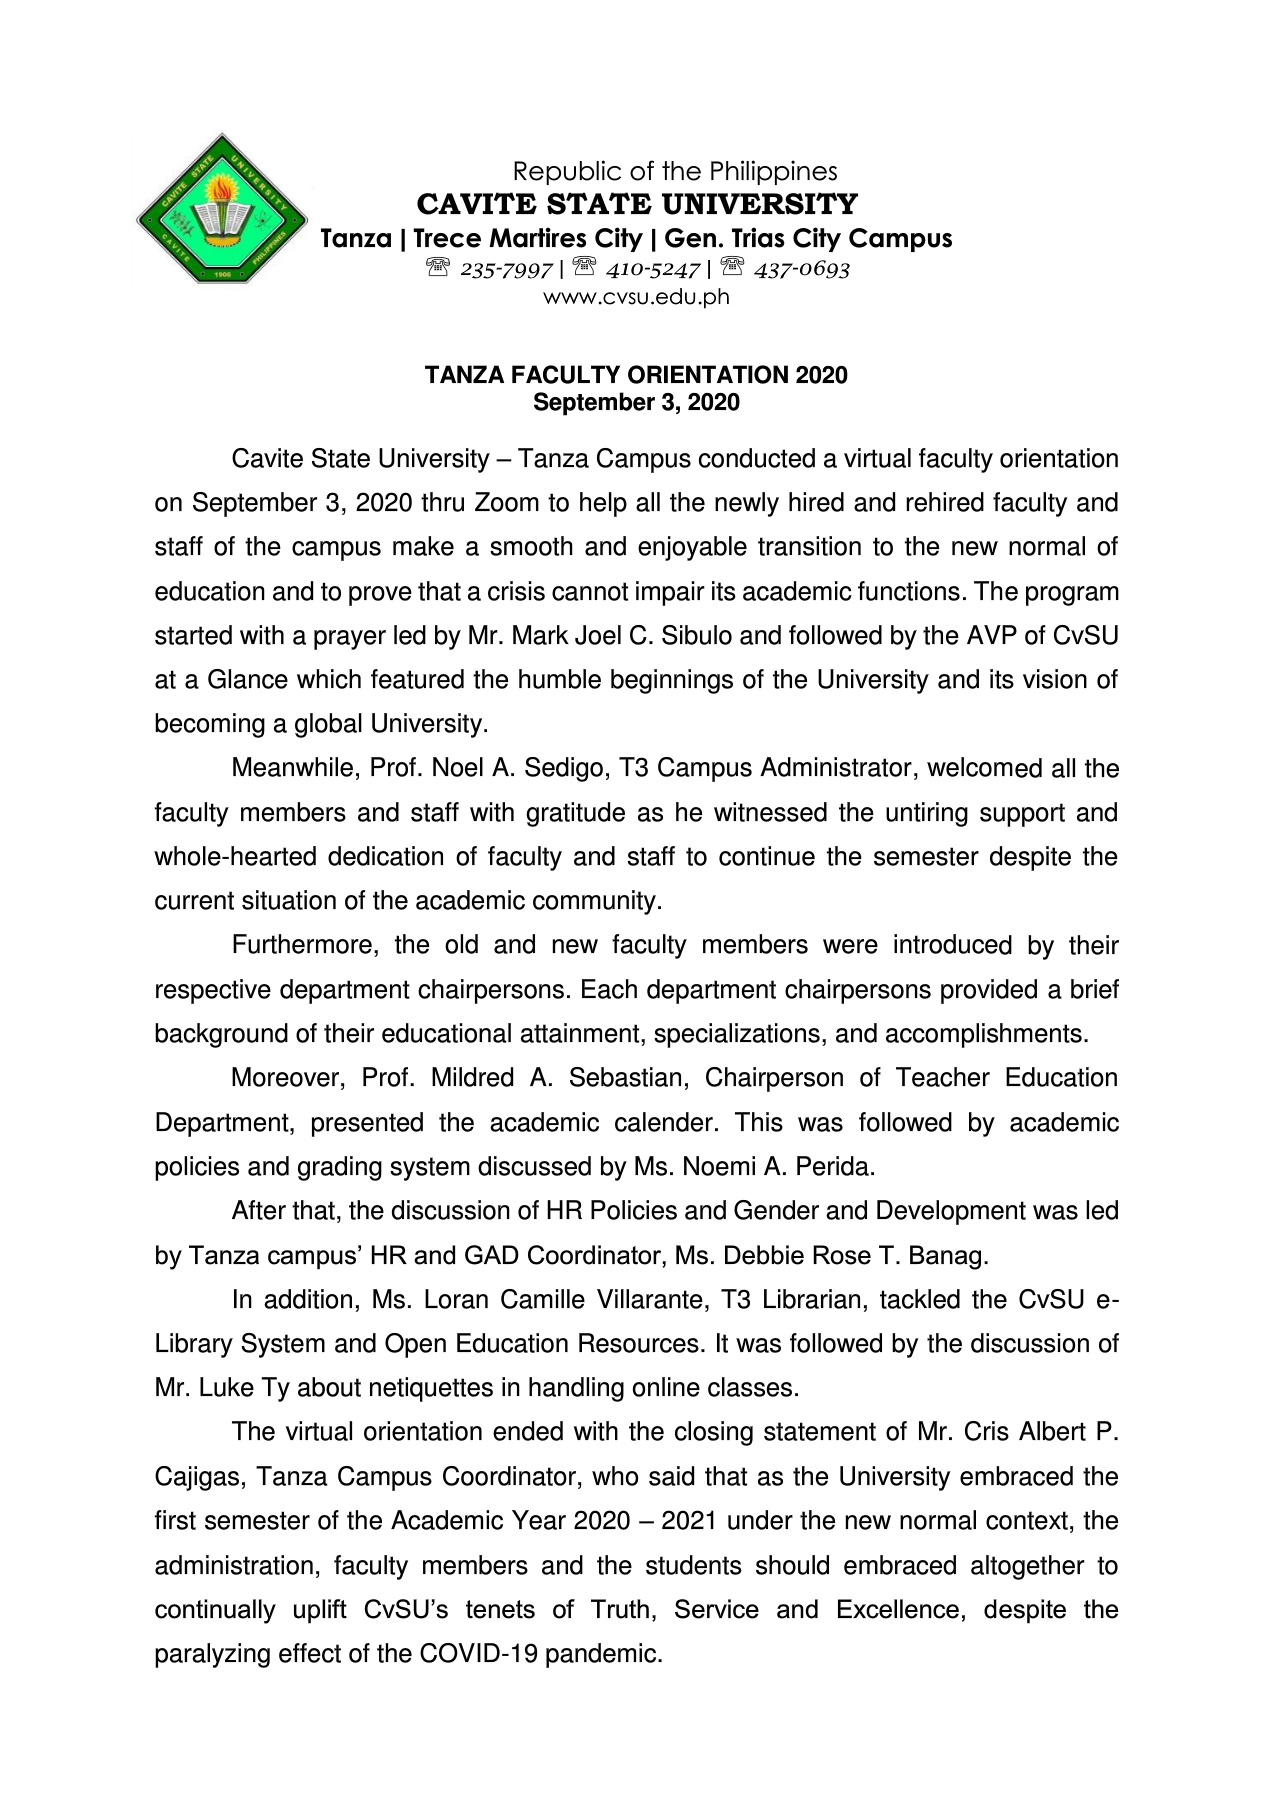 CAVITE STATE UNIVERSITY
CAVITE
PHILIPPINES
1906
Republic of the Philippines
CAVITE STATE UNIVERSITY
Tanza | Trece Martires City | Gen. Trias City Campus
☏ 235-7997 | ☏ 410-5247 | ☏ 437-0693
www.cvsu.edu.ph
TANZA FACULTY ORIENTATION 2020
September 3, 2020
Cavite State University – Tanza Campus conducted a virtual faculty orientation
on September 3, 2020 thru Zoom to help all the newly hired and rehired faculty and
staff of the campus make a smooth and enjoyable transition to the new normal of
education and to prove that a crisis cannot impair its academic functions. The program
started with a prayer led by Mr. Mark Joel C. Sibulo and followed by the AVP of CvSU
at a Glance which featured the humble beginnings of the University and its vision of
becoming a global University.
Meanwhile, Prof. Noel A. Sedigo, T3 Campus Administrator, welcomed all the
faculty members and staff with gratitude as he witnessed the untiring support and
whole-hearted dedication of faculty and staff to continue the semester despite the
current situation of the academic community.
Furthermore, the old and new faculty members were introduced by their
respective department chairpersons. Each department chairpersons provided a brief
background of their educational attainment, specializations, and accomplishments.
Moreover, Prof. Mildred A. Sebastian, Chairperson of Teacher Education
Department, presented the academic calender. This was followed by academic
policies and grading system discussed by Ms. Noemi A. Perida.
After that, the discussion of HR Policies and Gender and Development was led
by Tanza campus’ HR and GAD Coordinator, Ms. Debbie Rose T. Banag.
In addition, Ms. Loran Camille Villarante, T3 Librarian, tackled the CvSU e-
Library System and Open Education Resources. It was followed by the discussion of
Mr. Luke Ty about netiquettes in handling online classes.
The virtual orientation ended with the closing statement of Mr. Cris Albert P.
Cajigas, Tanza Campus Coordinator, who said that as the University embraced the
first semester of the Academic Year 2020 – 2021 under the new normal context, the
administration, faculty members and the students should embraced altogether to
continually uplift CvSU’s tenets of Truth, Service and Excellence, despite the
paralyzing effect of the COVID-19 pandemic.